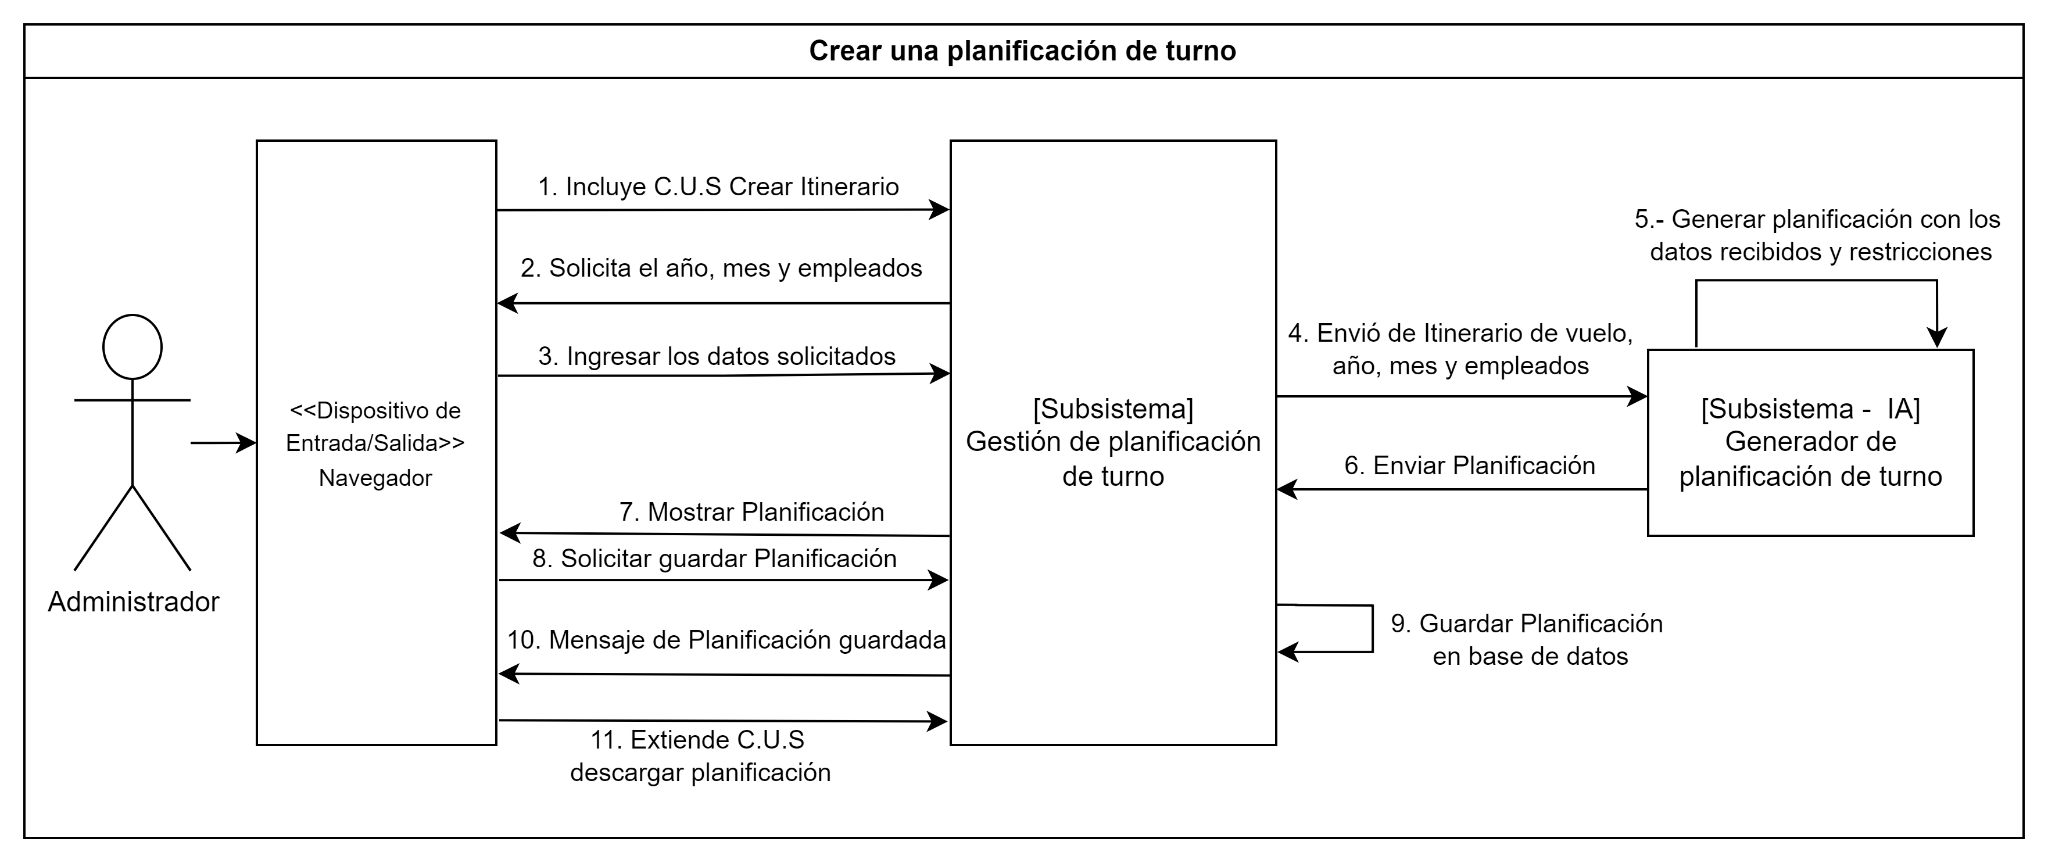 Crear una planificación de turno
1. Incluye C.U.S Crear Itinerario
2. Solicita el año, mes y empleados
3. Ingresar los datos solicitados
<<Dispositivo de
Entrada/Salida>>
Navegador
Administrador
[Subsistema]
Gestión de planificación
de turno
4. Envió de Itinerario de vuelo,
año, mes y empleados
5.- Generar planificación con los
datos recibidos y restricciones
[Subsistema -  IA]
Generador de
planificación de turno
6. Enviar Planificación
7. Mostrar Planificación
8. Solicitar guardar Planificación
9. Guardar Planificación
en base de datos
10. Mensaje de Planificación guardada
11. Extiende C.U.S
descargar planificación